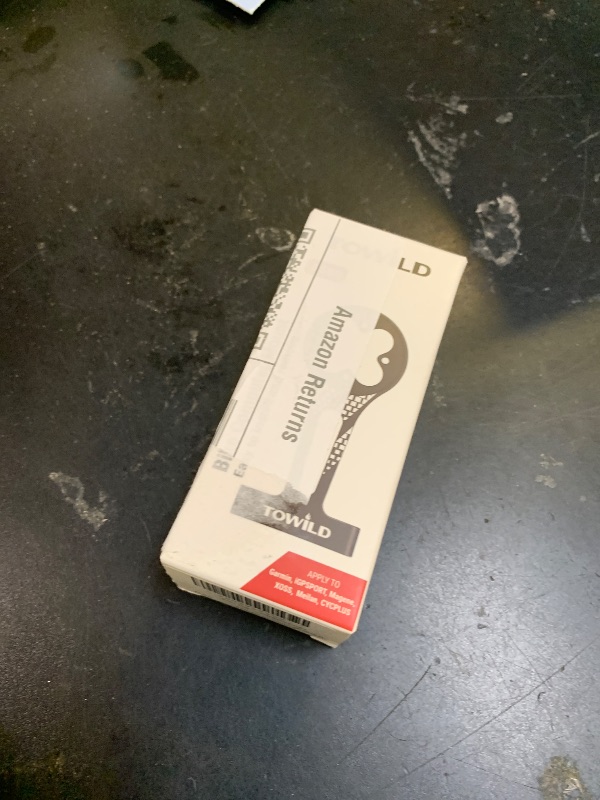 LD
Amazon Returns
TOWILD
APPLY TO
Garmin, IGPSPORT, Magene,
XOSS, Meilan, CYCPLUS